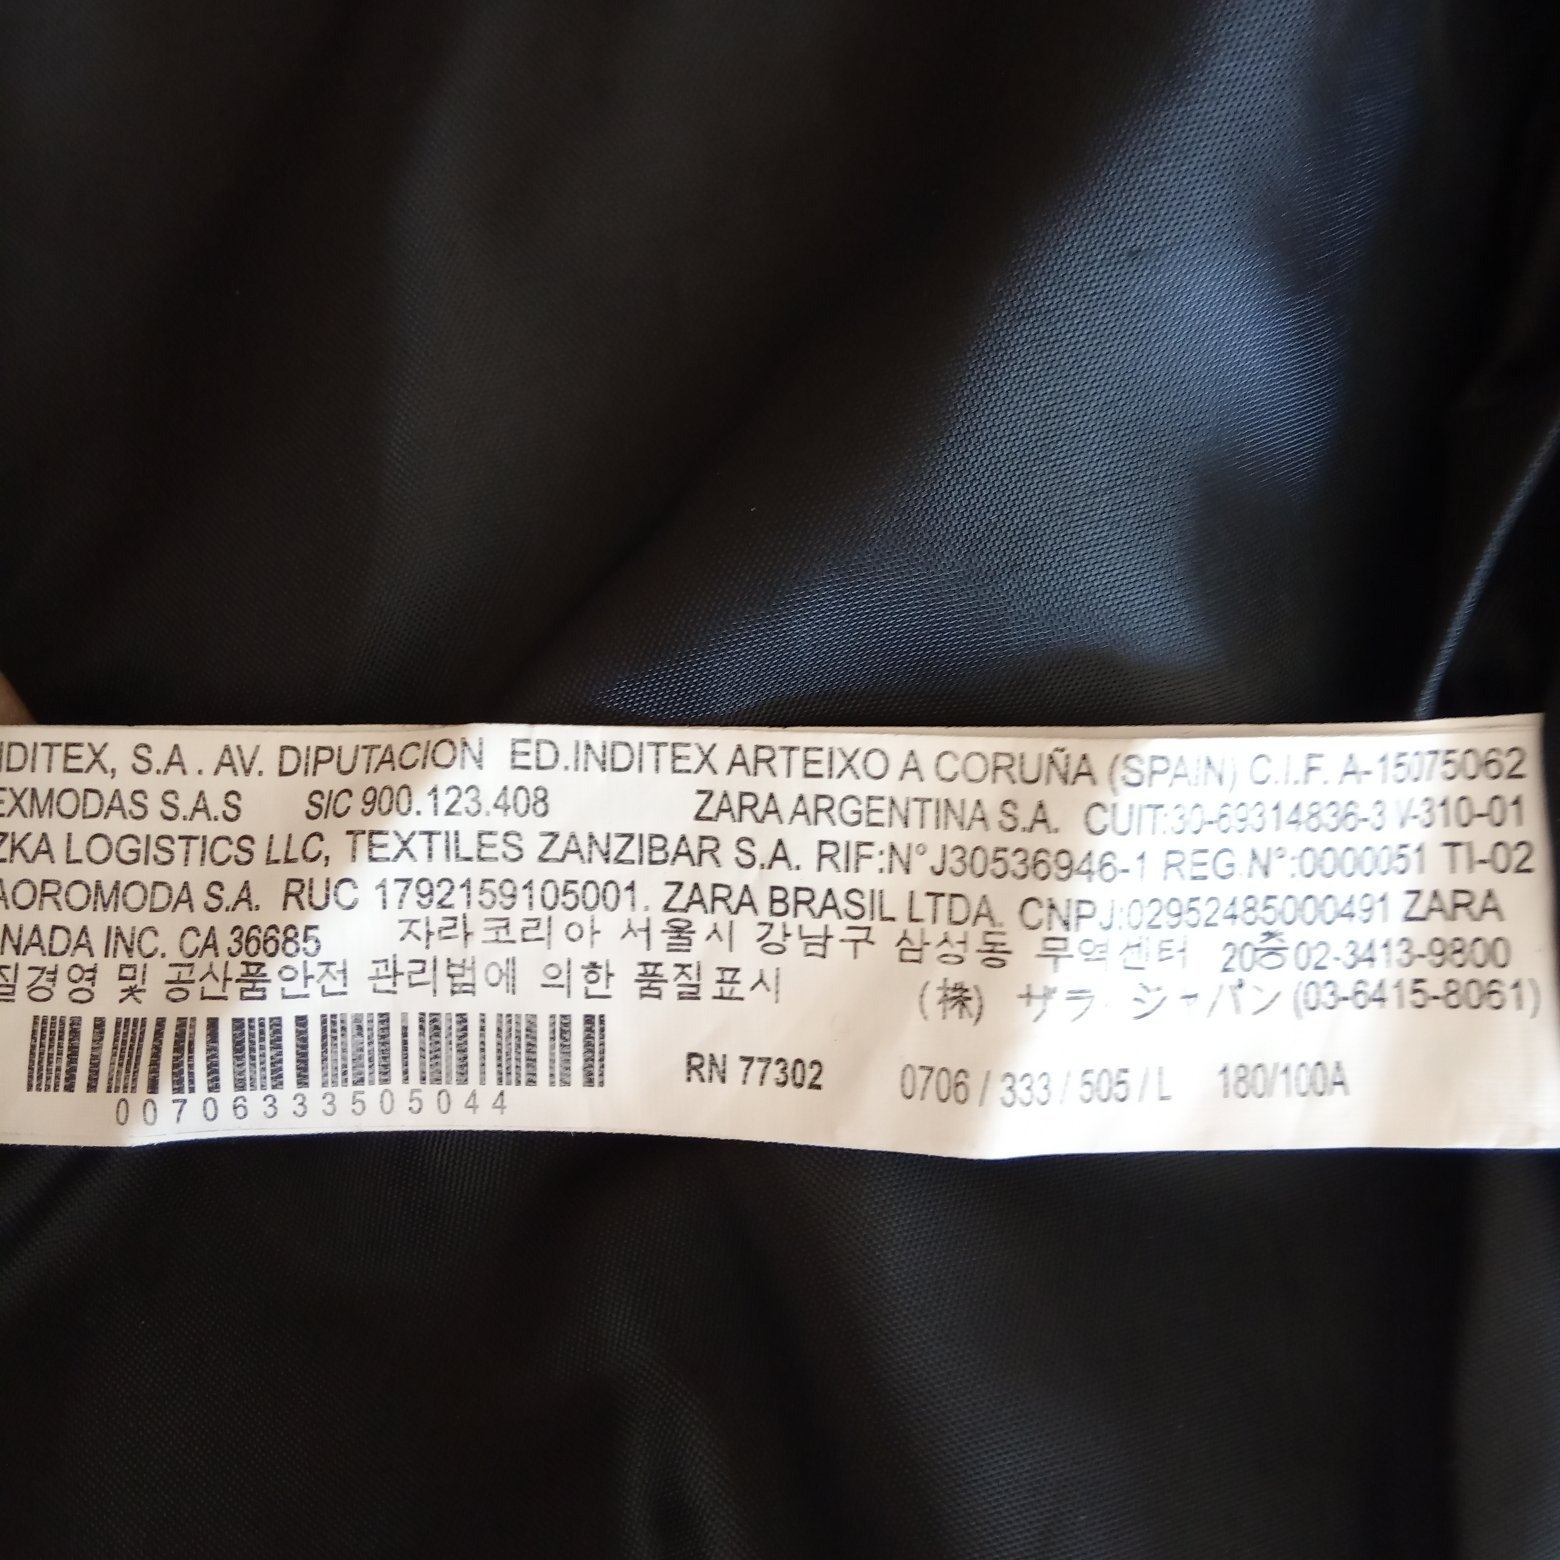 INDITEX, S.A. AV. DIPUTACION ED.INDITEX ARTEIXO A CORUÑA (SPAIN) C.I.F. A-15075062
EXMODAS S.A.S SIC 900.123.408 ZARA ARGENTINA S.A. CUIT:30-69314836-3 V-310-01
ZKA LOGISTICS LLC, TEXTILES ZANZIBAR S.A. RIF:N°J30536946-1 REG.N°:0000051 TI-02
AOROMODA S.A. RUC 1792159105001. ZARA BRASIL LTDA. CNPJ:02952485000491 ZARA
NADA INC. CA 36685 자라코리아 서울시 강남구 삼성동 무역센터 20층 02-3413-9800
질경영 및 공산품안전 관리법에 의한 품질표시 (株) ザラ・ジャパン (03-6415-8061)
RN 77302 0706 / 333 / 505 / L 180/100A
00706333505044